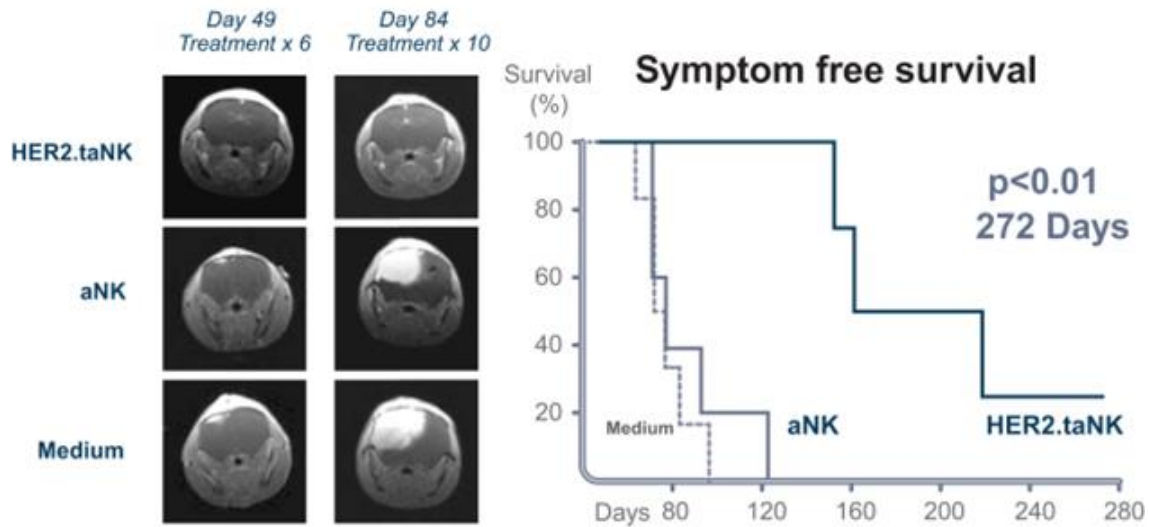 Day 49
Treatment x 6
Day 84
Treatment x 10
HER2.taNK
aNK
Medium
Symptom free survival
Survival
(%)
100
80
60
40
20
p<0.01
272 Days
Medium
aNK
HER2.taNK
Days 80 120 160 200 240 280